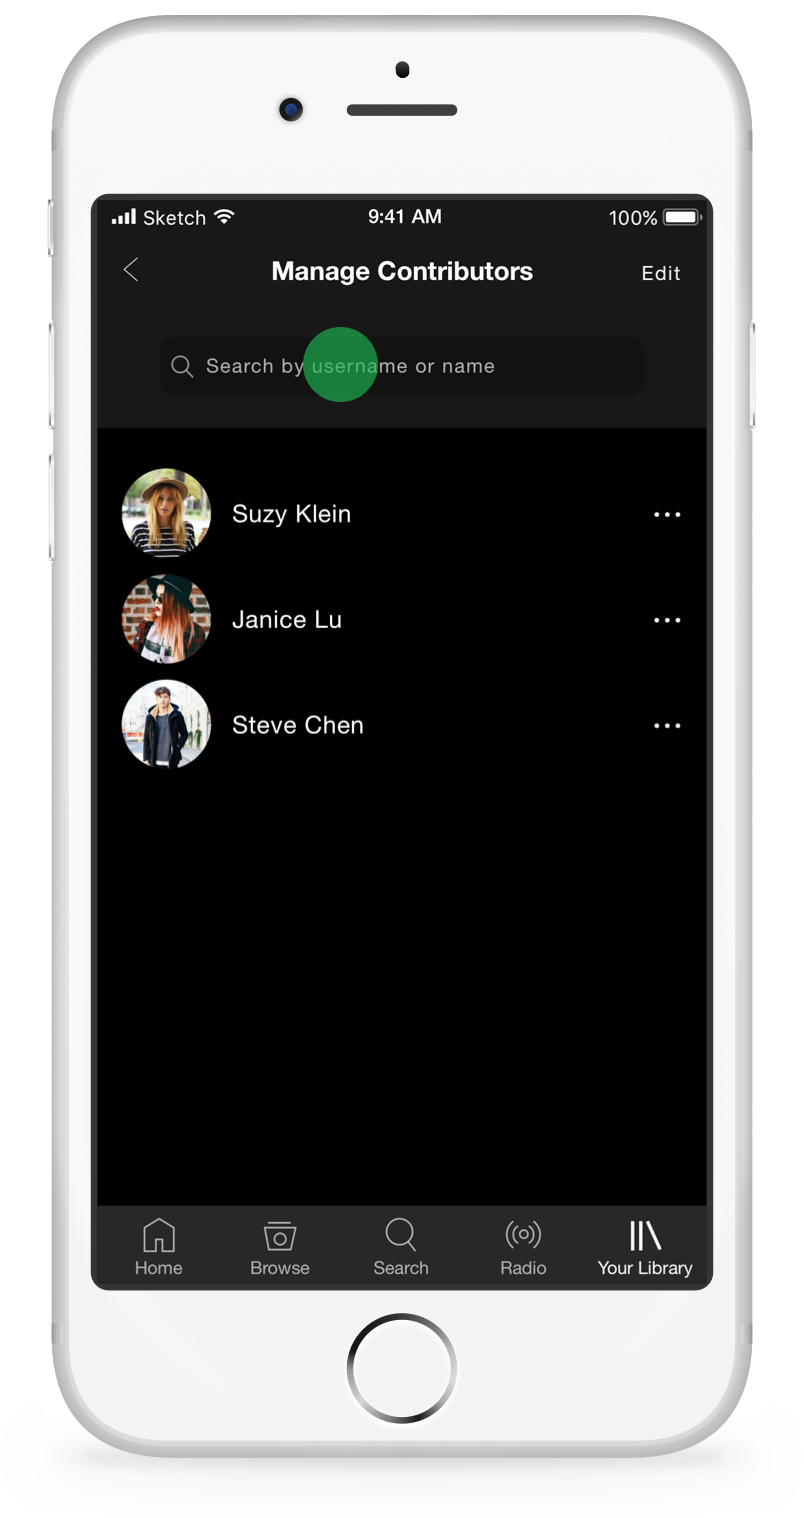 Sketch 9:41 AM 100%
Manage Contributors Edit
Search by username or name
Suzy Klein
Janice Lu
Steve Chen
Home Browse Search Radio Your Library